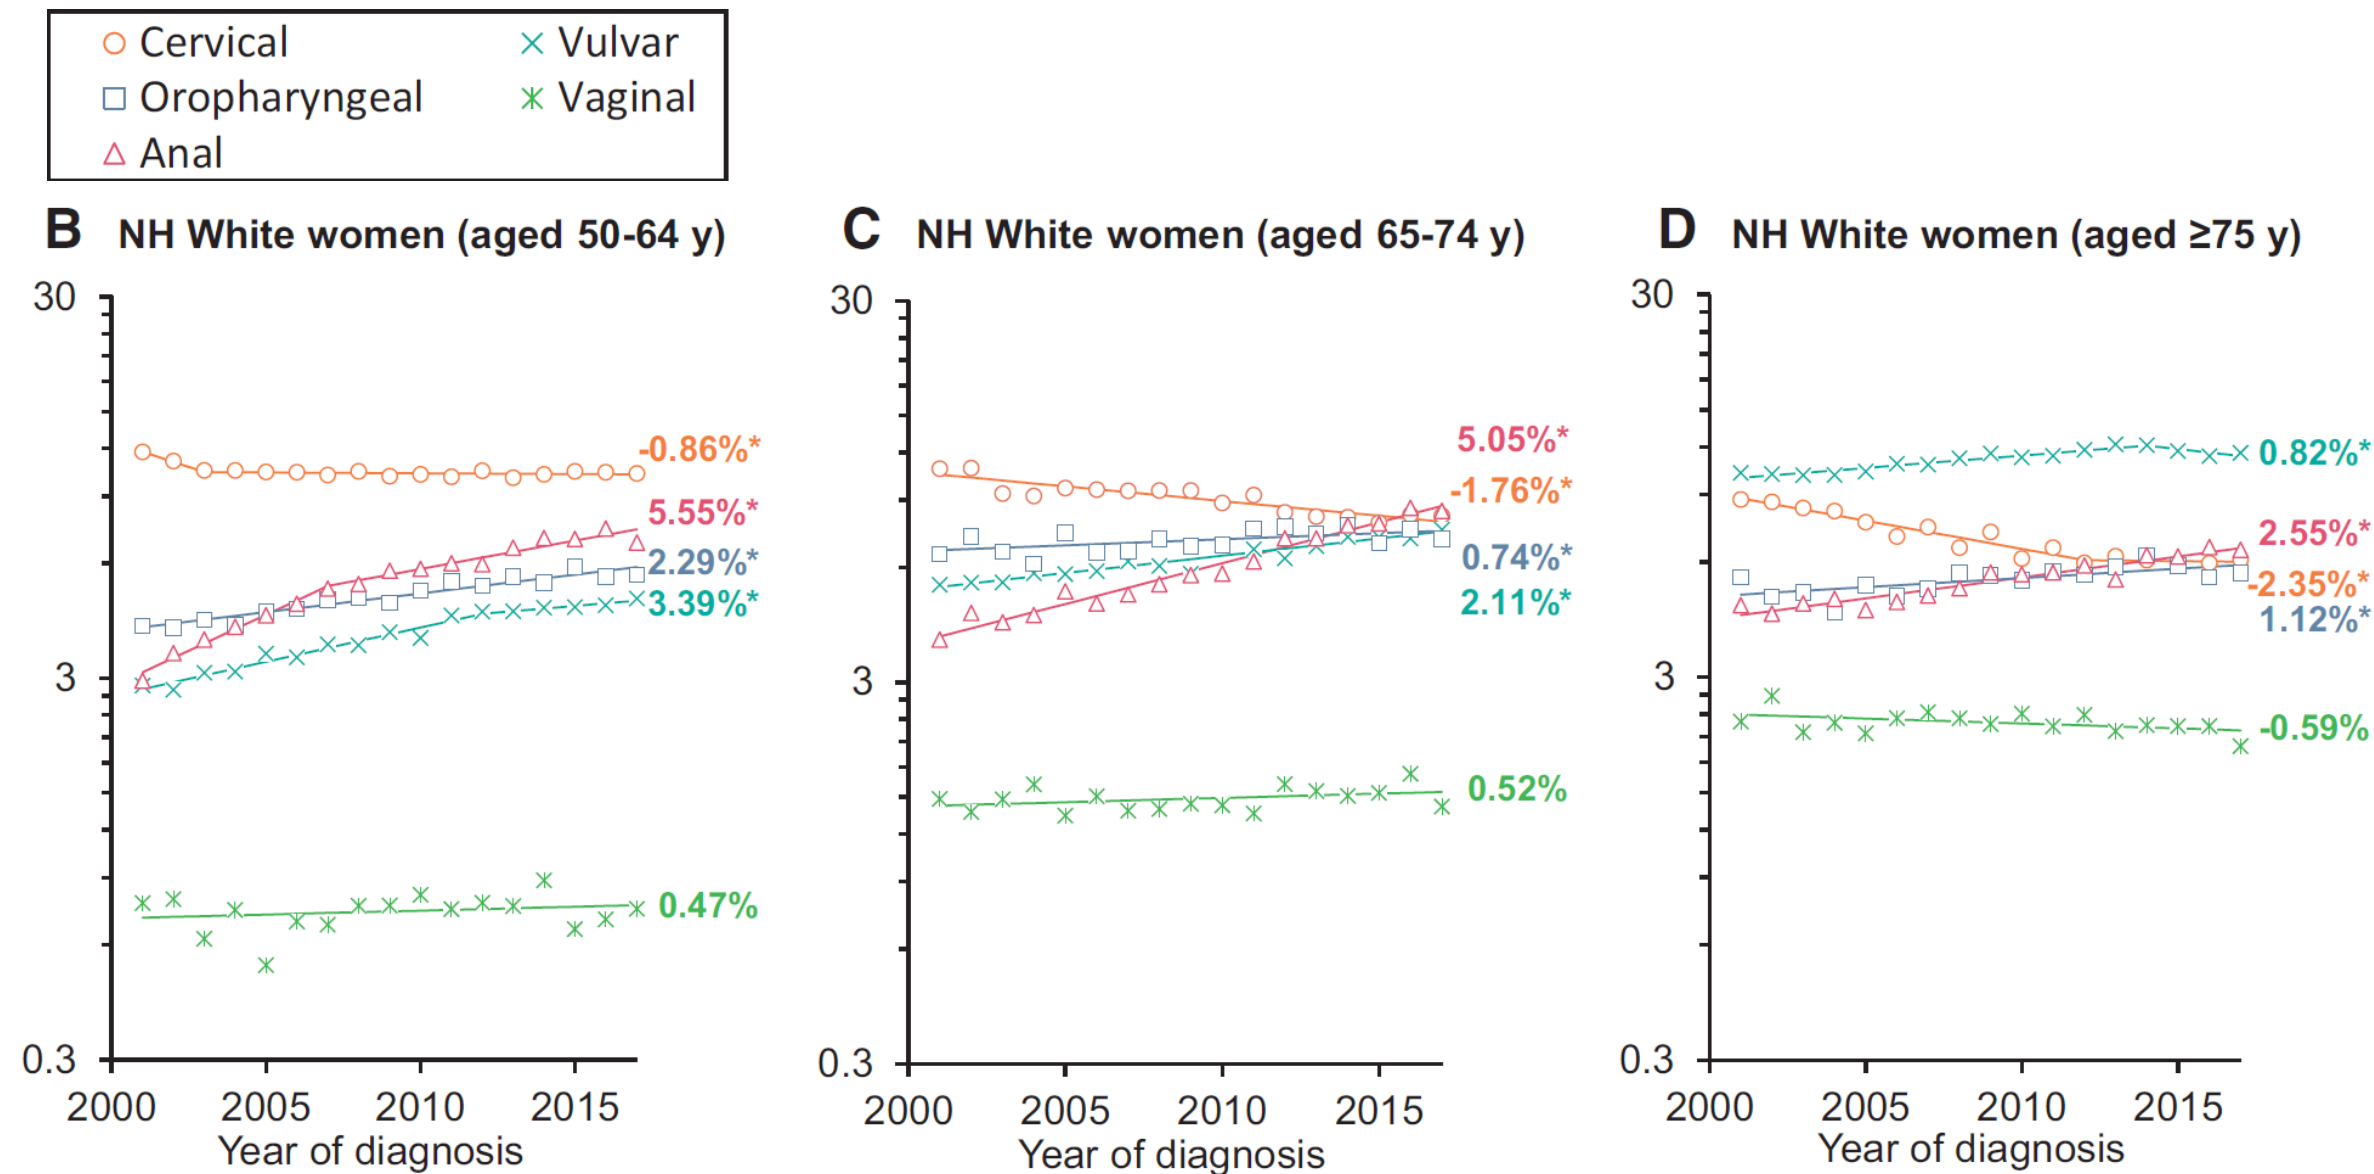 Cervical
Vulvar
Oropharyngeal
Vaginal
Anal
B NH White women (aged 50-64 y)
30
3
0.3
-0.86%*
5.55%*
2.29%*
3.39%*
0.47%
2000 2005 2010 2015
Year of diagnosis
C NH White women (aged 65-74 y)
30
3
0.3
5.05%*
-1.76%*
0.74%*
2.11%*
0.52%
2000 2005 2010 2015
Year of diagnosis
D NH White women (aged ≥75 y)
30
3
0.3
0.82%*
2.55%*
-2.35%*
1.12%*
-0.59%
2000 2005 2010 2015
Year of diagnosis